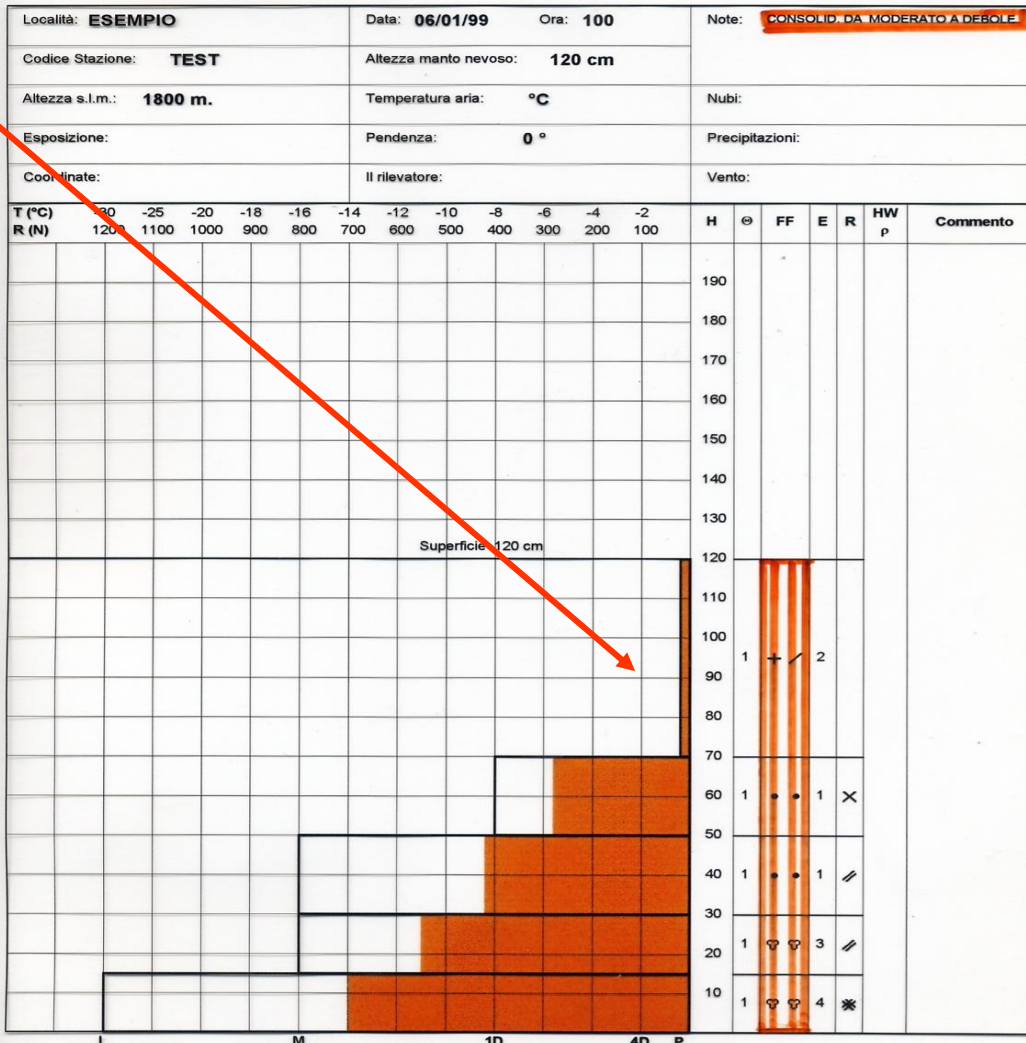 Località: ESEMPIO Data: 06/01/99 Ora: 100 Note: CONSOLID. DA MODERATO A DEBOLE
Codice Stazione: TEST Altezza manto nevoso: 120 cm
Altezza s.l.m.: 1800 m. Temperatura aria: °C Nubi:
Esposizione: Pendenza: 0 ° Precipitazioni:
Coordinate: Il rilevatore: Vento:
T (°C) -30 -25 -20 -18 -16 -14 -12 -10 -8 -6 -4 -2 H Θ FF E R HW Commento
R (N) 1200 1100 1000 900 800 700 600 500 400 300 200 100 ρ
190
180
170
160
150
140
130
Superficie 120 cm
120
110
100
1 + / 2
90
80
70
60 1 • • 1 ×
50
40 1 • • 1
30
1 3
20
10 1 4
I M 1D 4D P